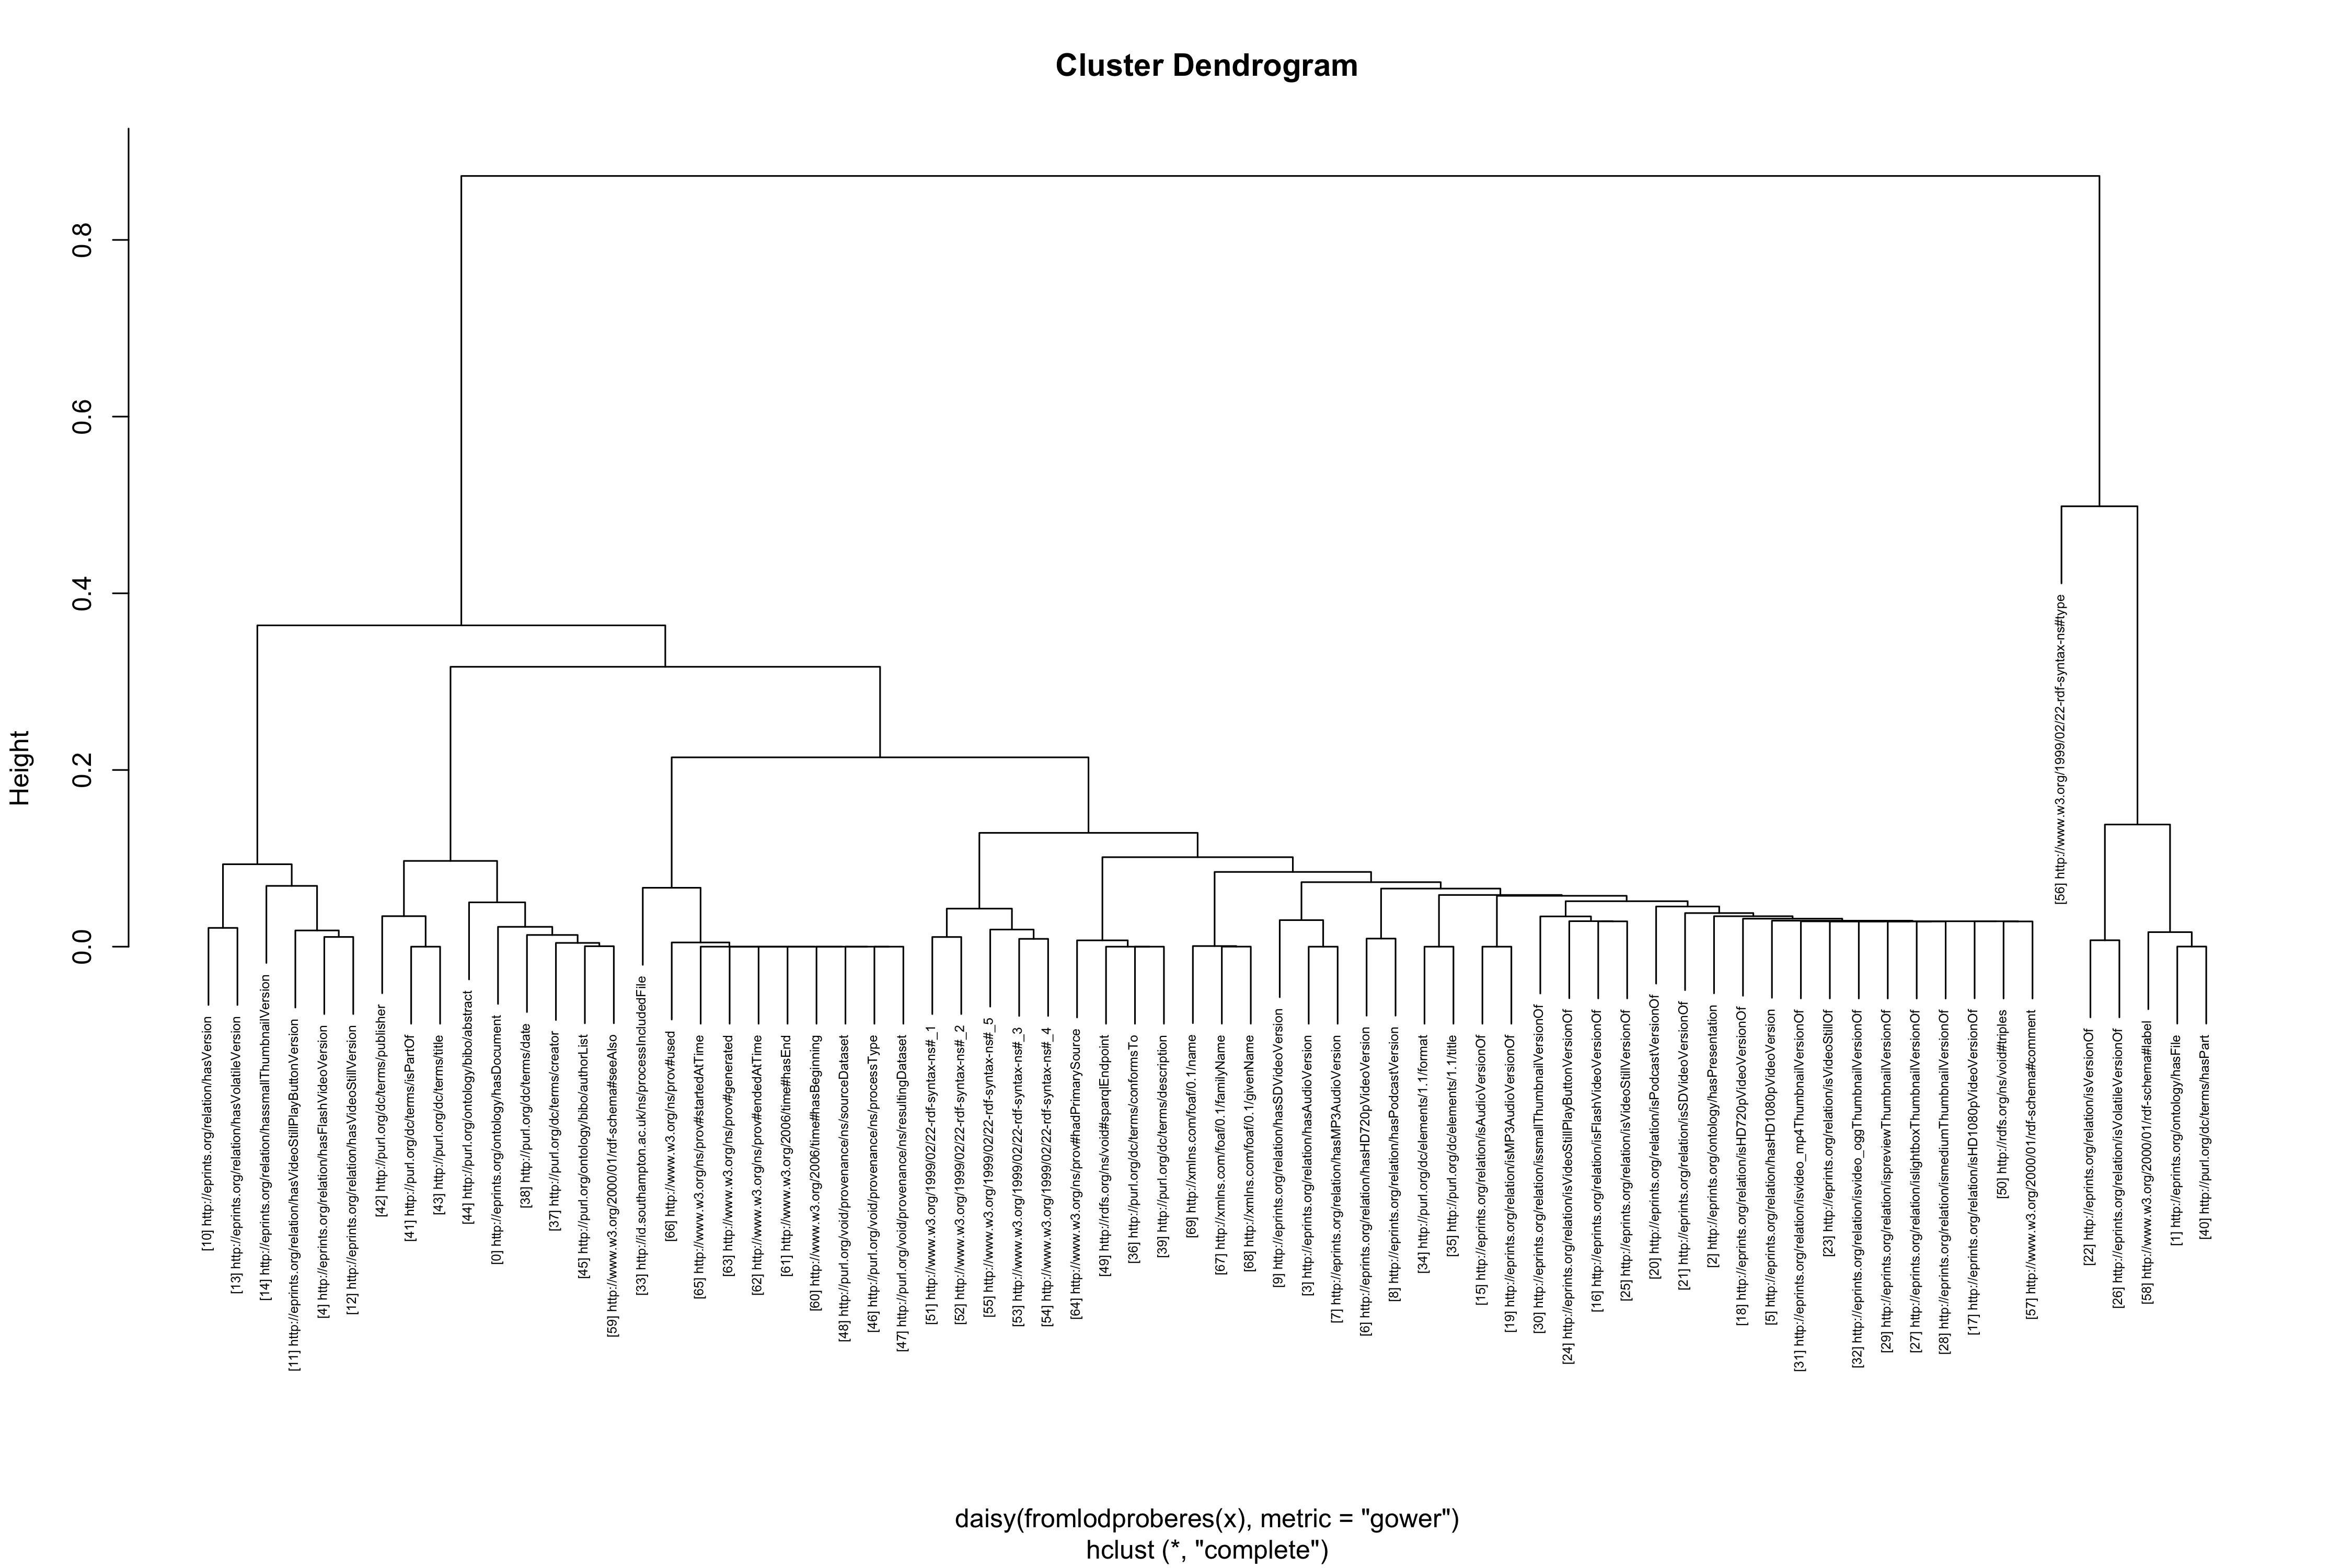 Cluster Dendrogram
Height
0.0
0.2
0.4
0.6
0.8
[10] http://eprints.org/relation/hasVersion
[13] http://eprints.org/relation/hasVolatileVersion
[14] http://eprints.org/relation/hassmallThumbnailVersion
[11] http://eprints.org/relation/hasVideoStillPlayButtonVersion
[4] http://eprints.org/relation/hasFlashVideoVersion
[12] http://eprints.org/relation/hasVideoStillVersion
[42] http://purl.org/dc/terms/publisher
[41] http://purl.org/dc/terms/isPartOf
[43] http://purl.org/dc/terms/title
[44] http://purl.org/ontology/bibo/abstract
[0] http://eprints.org/ontology/hasDocument
[38] http://purl.org/dc/terms/date
[37] http://purl.org/dc/terms/creator
[45] http://purl.org/ontology/bibo/authorList
[59] http://www.w3.org/2000/01/rdf-schema#seeAlso
[33] http://id.southampton.ac.uk/ns/processIncludedFile
[66] http://www.w3.org/ns/prov#used
[65] http://www.w3.org/ns/prov#startedAtTime
[63] http://www.w3.org/ns/prov#generated
[62] http://www.w3.org/ns/prov#endedAtTime
[61] http://www.w3.org/2006/time#hasEnd
[60] http://www.w3.org/2006/time#hasBeginning
[48] http://purl.org/void/provenance/ns/sourceDataset
[46] http://purl.org/void/provenance/ns/processType
[47] http://purl.org/void/provenance/ns/resultingDataset
[51] http://www.w3.org/1999/02/22-rdf-syntax-ns#_1
[52] http://www.w3.org/1999/02/22-rdf-syntax-ns#_2
[55] http://www.w3.org/1999/02/22-rdf-syntax-ns#_5
[53] http://www.w3.org/1999/02/22-rdf-syntax-ns#_3
[54] http://www.w3.org/1999/02/22-rdf-syntax-ns#_4
[64] http://www.w3.org/ns/prov#hadPrimarySource
[49] http://rdfs.org/ns/void#sparqlEndpoint
[36] http://purl.org/dc/terms/conformsTo
[39] http://purl.org/dc/terms/description
[69] http://xmlns.com/foaf/0.1/name
[67] http://xmlns.com/foaf/0.1/familyName
[68] http://xmlns.com/foaf/0.1/givenName
[9] http://eprints.org/relation/hasSDVideoVersion
[3] http://eprints.org/relation/hasAudioVersion
[7] http://eprints.org/relation/hasMP3AudioVersion
[6] http://eprints.org/relation/hasHD720pVideoVersion
[8] http://eprints.org/relation/hasPodcastVersion
[34] http://purl.org/dc/elements/1.1/format
[35] http://purl.org/dc/elements/1.1/title
[15] http://eprints.org/relation/isAudioVersionOf
[19] http://eprints.org/relation/isMP3AudioVersionOf
[30] http://eprints.org/relation/issmallThumbnailVersionOf
[24] http://eprints.org/relation/isVideoStillPlayButtonVersionOf
[16] http://eprints.org/relation/isFlashVideoVersionOf
[25] http://eprints.org/relation/isVideoStillVersionOf
[20] http://eprints.org/relation/isPodcastVersionOf
[21] http://eprints.org/relation/isSDVideoVersionOf
[2] http://eprints.org/ontology/hasPresentation
[18] http://eprints.org/relation/isHD720pVideoVersionOf
[5] http://eprints.org/relation/hasHD1080pVideoVersion
[31] http://eprints.org/relation/isvideo_mp4ThumbnailVersionOf
[23] http://eprints.org/relation/isVideoStillOf
[32] http://eprints.org/relation/isvideo_oggThumbnailVersionOf
[29] http://eprints.org/relation/ispreviewThumbnailVersionOf
[27] http://eprints.org/relation/islightboxThumbnailVersionOf
[28] http://eprints.org/relation/ismediumThumbnailVersionOf
[17] http://eprints.org/relation/isHD1080pVideoVersionOf
[50] http://rdfs.org/ns/void#triples
[57] http://www.w3.org/2000/01/rdf-schema#comment
[56] http://www.w3.org/1999/02/22-rdf-syntax-ns#type
[22] http://eprints.org/relation/isVersionOf
[26] http://eprints.org/relation/isVolatileVersionOf
[58] http://www.w3.org/2000/01/rdf-schema#label
[1] http://eprints.org/ontology/hasFile
[40] http://purl.org/dc/terms/hasPart
daisy(fromlodproberes(x), metric = "gower")
hclust (*, "complete")